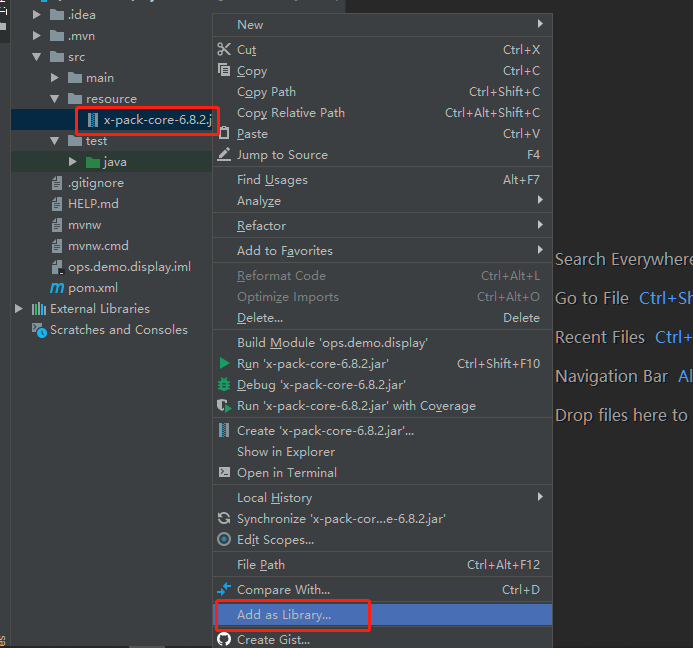 .idea
.mvn
src
main
resource
x-pack-core-6.8.2.j
test
java
.gitignore
HELP.md
mvnw
mvnw.cmd
ops.demo.display.iml
pom.xml
External Libraries
Scratches and Consoles
New
Cut Ctrl+X
Copy Ctrl+C
Copy Path Ctrl+Shift+C
Copy Relative Path Ctrl+Alt+Shift+C
Paste Ctrl+V
Jump to Source F4
Find Usages Alt+F7
Analyze
Refactor
Add to Favorites
Reformat Code Ctrl+Alt+L
Optimize Imports Ctrl+Alt+O
Delete... Delete
Build Module 'ops.demo.display'
Run 'x-pack-core-6.8.2.jar' Ctrl+Shift+F10
Debug 'x-pack-core-6.8.2.jar'
Run 'x-pack-core-6.8.2.jar' with Coverage
Create 'x-pack-core-6.8.2.jar'...
Show in Explorer
Open in Terminal
Local History
Synchronize 'x-pack-cor...e-6.8.2.jar'
Edit Scopes...
File Path Ctrl+Alt+F12
Compare With... Ctrl+D
Add as Library...
Create Gist...
Search Everywhere
Go to File Ctrl+Sh
Recent Files Ctrl+
Navigation Bar Al
Drop files here to